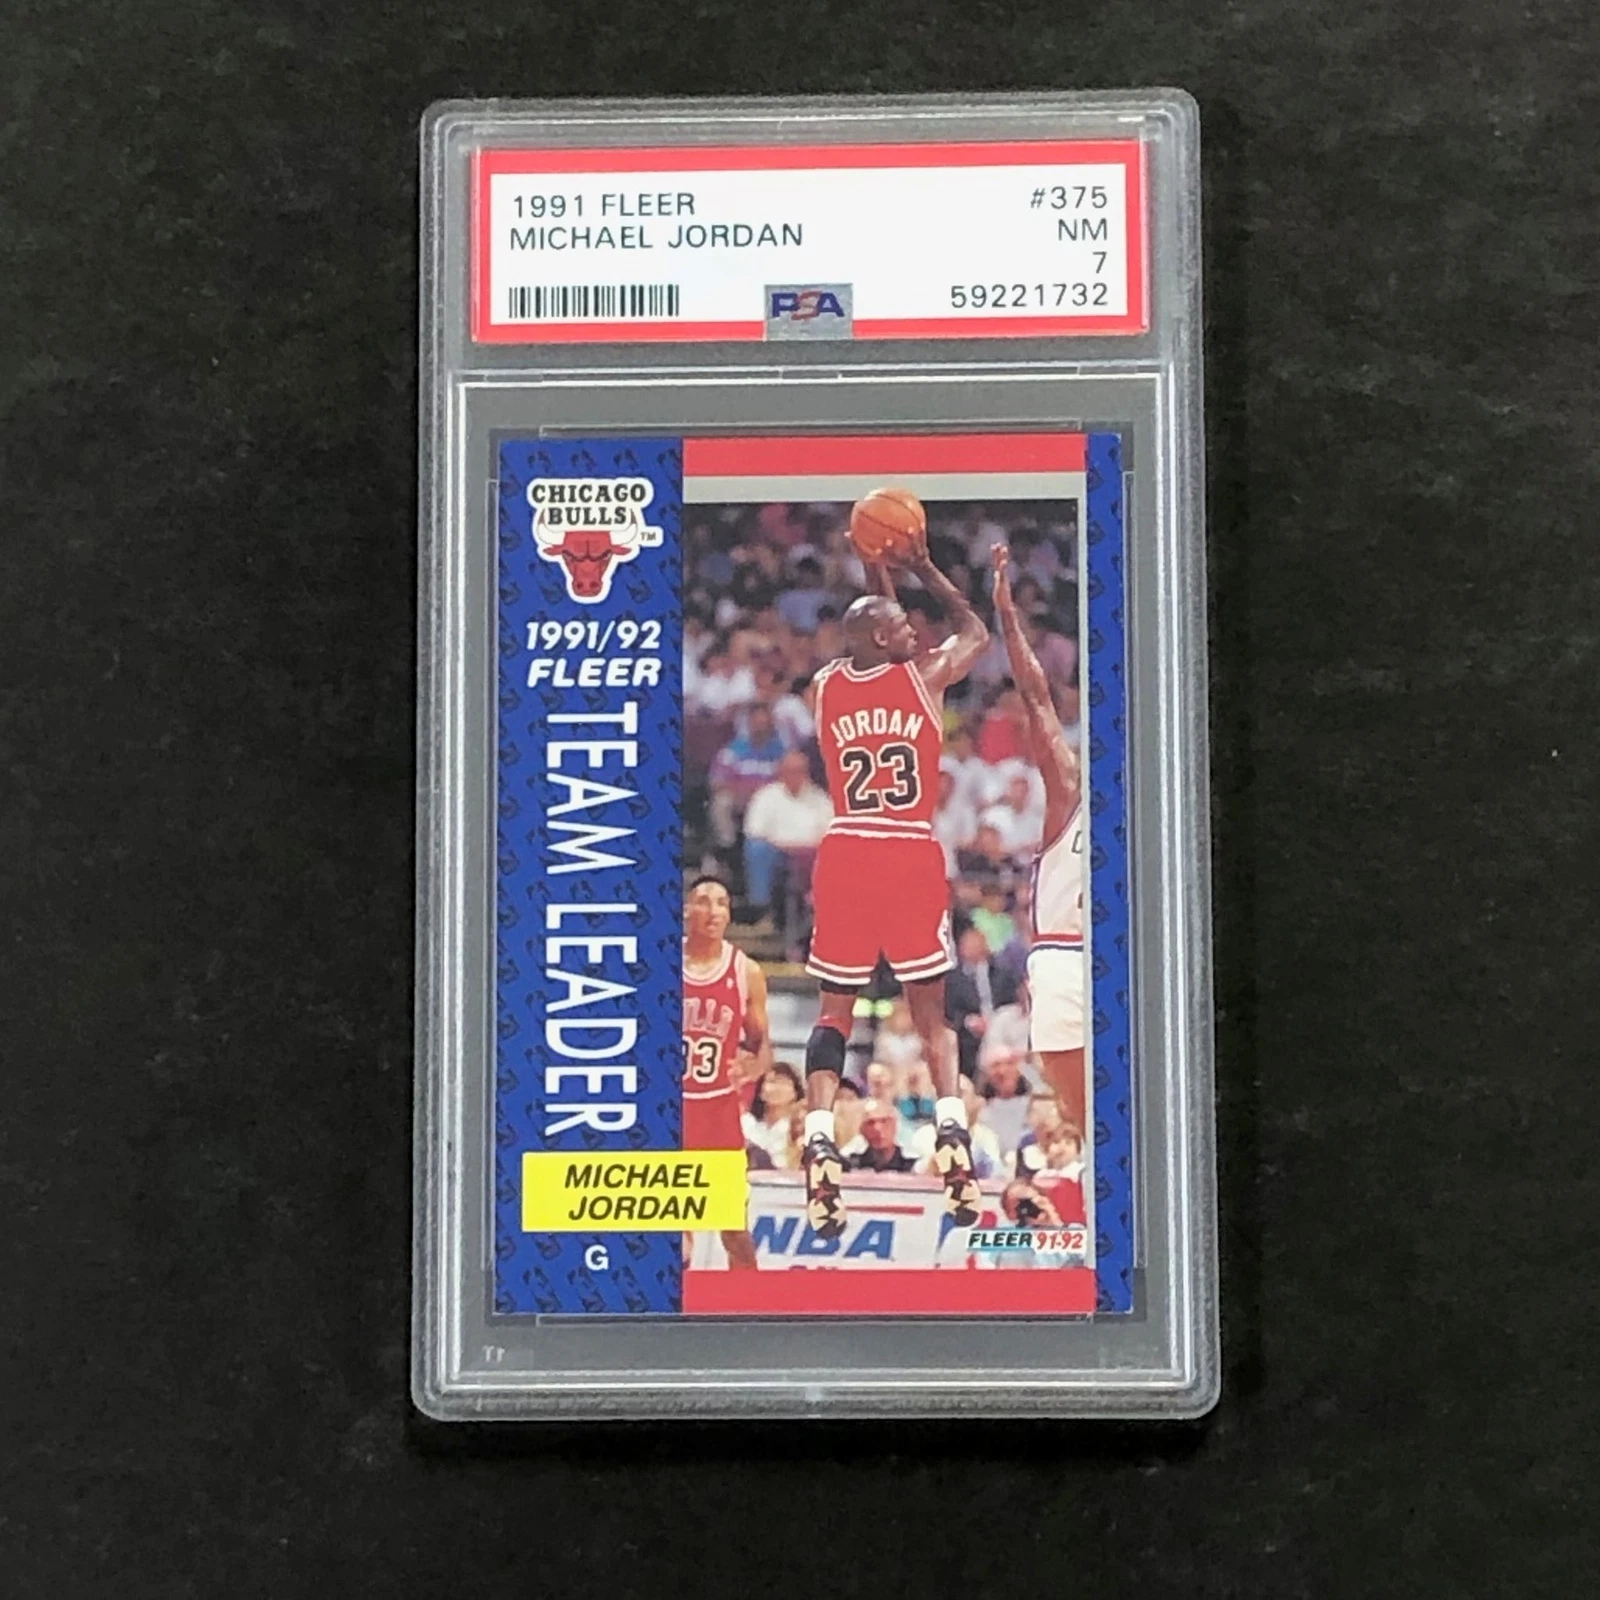 1991 FLEER #375
MICHAEL JORDAN NM
7
PSA 59221732
CHICAGO
BULLS
TM
1991/92
FLEER
TEAM LEADER
MICHAEL
JORDAN
G
JORDAN
23
NBA
FLEER 91-92